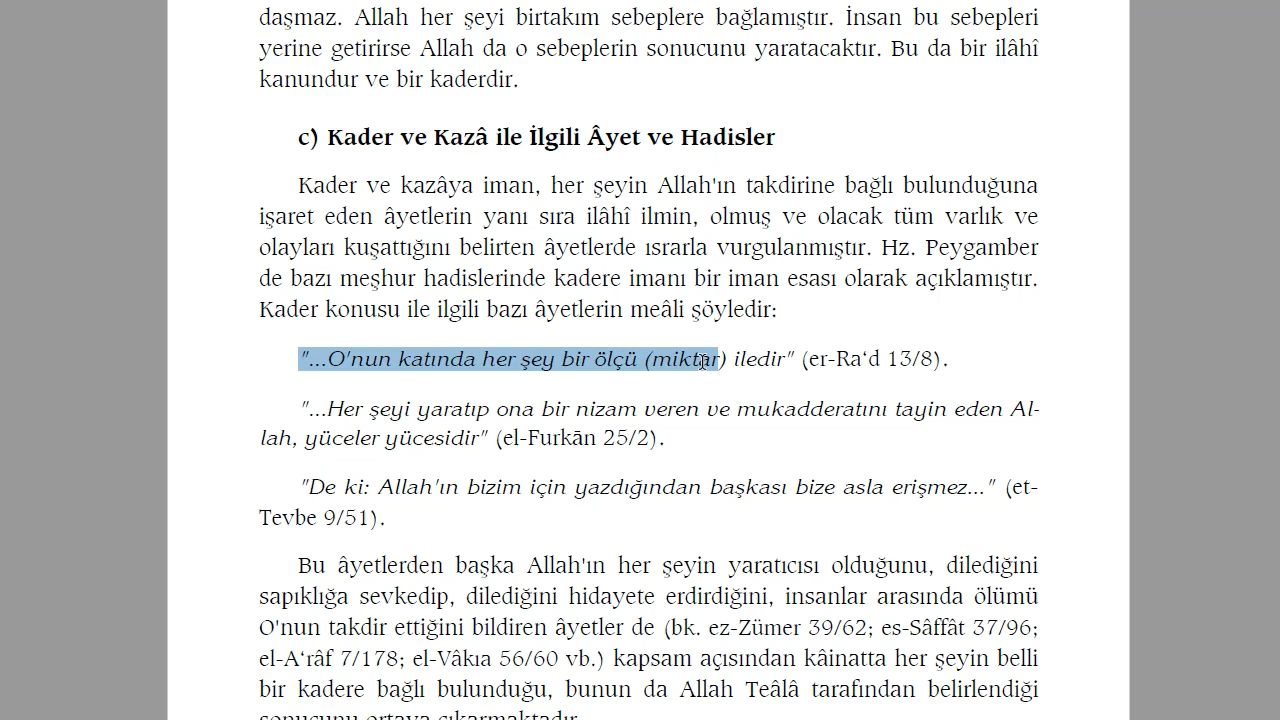 daşmaz. Allah her şeyi birtakım sebeplere bağlamıştır. İnsan bu sebepleri
yerine getirirse Allah da o sebeplerin sonucunu yaratacaktır. Bu da bir ilâhî
kanundur ve bir kaderdir.
c) Kader ve Kazâ ile İlgili Âyet ve Hadisler
Kader ve kazâya iman, her şeyin Allah'ın takdirine bağlı bulunduğuna
işaret eden âyetlerin yanı sıra ilâhî ilmin, olmuş ve olacak tüm varlık ve
olayları kuşattığını belirten âyetlerde ısrarla vurgulanmıştır. Hz. Peygamber
de bazı meşhur hadislerinde kadere imanı bir iman esası olarak açıklamıştır.
Kader konusu ile ilgili bazı âyetlerin meâli şöyledir:
"...O'nun katında her şey bir ölçü (miktar) iledir" (er-Ra‘d 13/8).
"...Her şeyi yaratıp ona bir nizam veren ve mukadderatını tayin eden Al-
lah, yüceler yücesidir" (el-Furkān 25/2).
"De ki: Allah'ın bizim için yazdığından başkası bize asla erişmez..." (et-
Tevbe 9/51).
Bu âyetlerden başka Allah'ın her şeyin yaratıcısı olduğunu, dilediğini
sapıklığa sevkedip, dilediğini hidayete erdirdiğini, insanlar arasında ölümü
O'nun takdir ettiğini bildiren âyetler de (bk. ez-Zümer 39/62; es-Sâffât 37/96;
el-A‘râf 7/178; el-Vâkıa 56/60 vb.) kapsam açısından kâinatta her şeyin belli
bir kadere bağlı bulunduğu, bunun da Allah Teâlâ tarafından belirlendiği
sonucunu ortaya çıkarmaktadır.